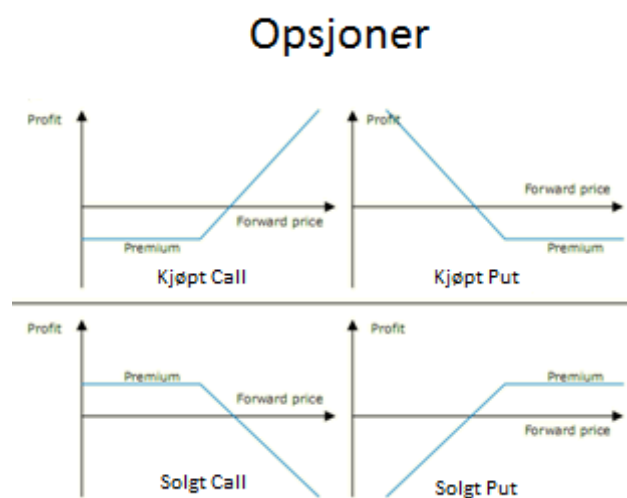 Opsjoner
Profit
Forward price
Premium
Kjøpt Call
Profit
Forward price
Premium
Kjøpt Put
Profit
Premium
Forward price
Solgt Call
Profit
Premium
Forward price
Solgt Put